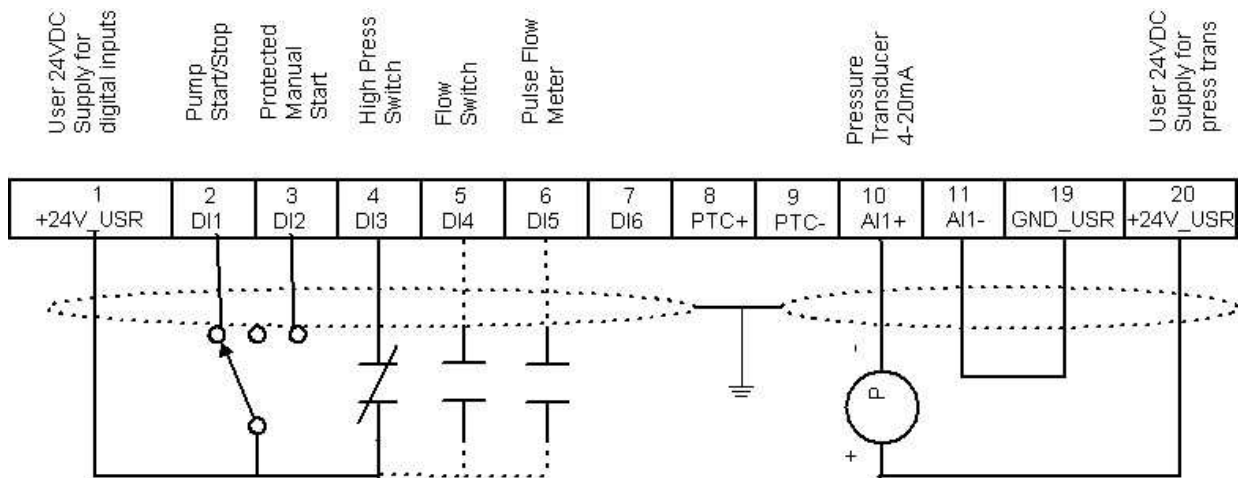 User 24VDC
Supply for
digital inputs
Pump
Start/Stop
Protected
Manual
Start
High Press
Switch
Flow
Switch
Pulse Flow
Meter
Pressure
Transducer
4-20mA
User 24VDC
Supply for
press trans
1 2 3 4 5 6 7 8 9 10 11 19 20
+24V_USR DI1 DI2 DI3 DI4 DI5 DI6 PTC+ PTC- AI1+ AI1- GND_USR +24V_USR
-
P
+